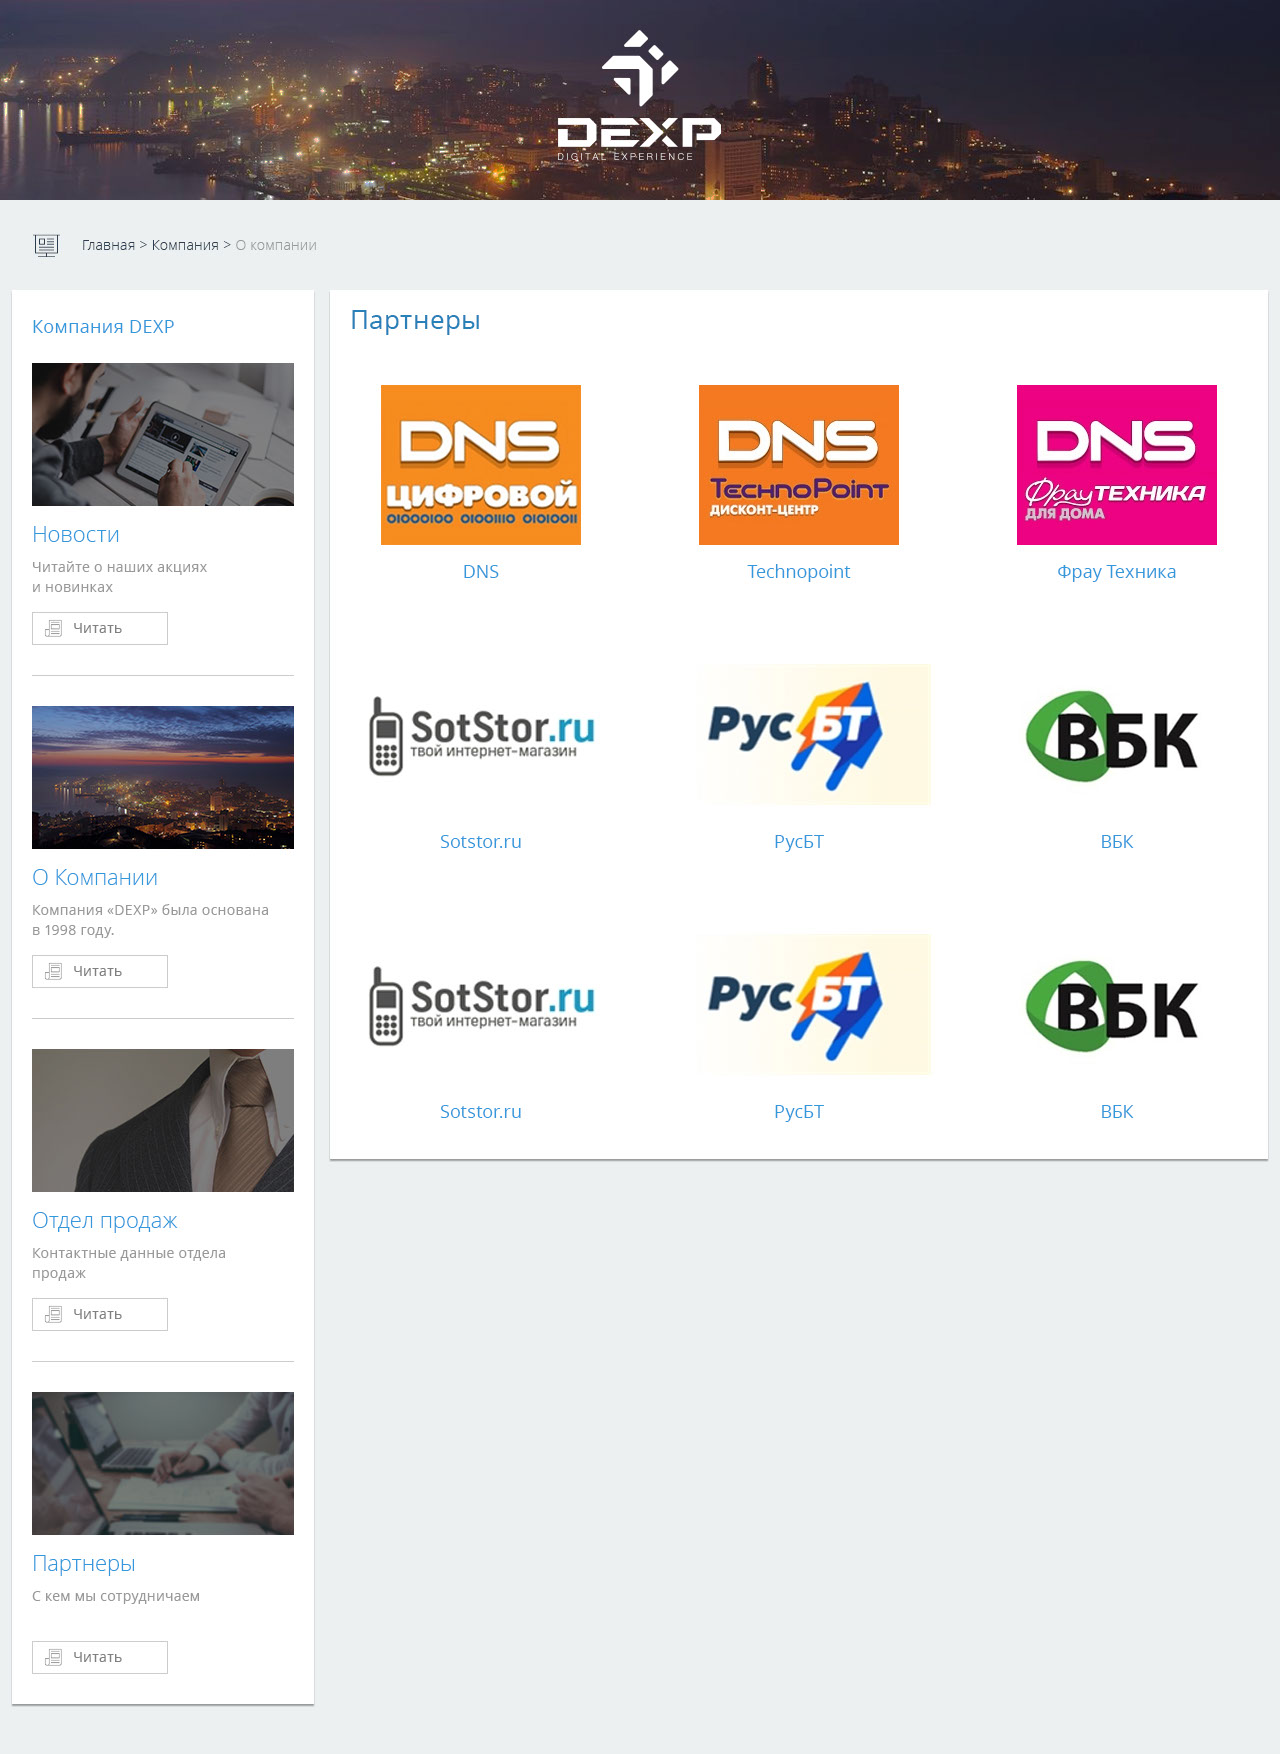 DEXP
DIGITAL EXPERIENCE
Главная > Компания > О компании
Компания DEXP
Новости
Читайте о наших акциях
и новинках
Читать
О Компании
Компания «DEXP» была основана
в 1998 году.
Читать
Отдел продаж
Контактные данные отдела
продаж
Читать
Партнеры
С кем мы сотрудничаем
Читать
Партнеры
DNS
ЦИФРОВОЙ
01000100 01001110 01010011
DNS
DNS
TechnoPoint
ДИСКОНТ-ЦЕНТР
Technopoint
DNS
Фрау ТЕХНИКА
ДЛЯ ДОМА
Фрау Техника
SotStor.ru
твой интернет-магазин
Sotstor.ru
Рус БТ
РусБТ
ВБК
ВБК
SotStor.ru
твой интернет-магазин
Sotstor.ru
Рус БТ
РусБТ
ВБК
ВБК